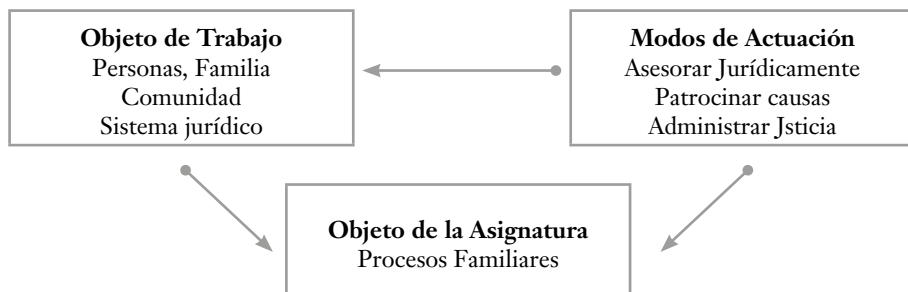 Objeto de Trabajo
Personas, Familia
Comunidad
Sistema jurídico
Modos de Actuación
Asesorar Jurídicamente
Patrocinar causas
Administrar Jsticia
Objeto de la Asignatura
Procesos Familiares